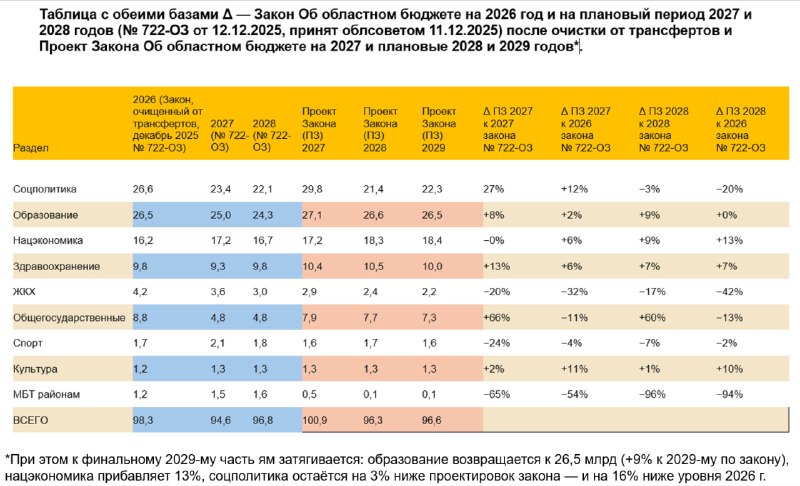 Таблица с обеими базами Δ — Закон Об областном бюджете на 2026 год и на плановый период 2027 и
2028 годов (№ 722-ОЗ от 12.12.2025, принят облсоветом 11.12.2025) после очистки от трансфертов и
Проект Закона Об областном бюджете на 2027 и плановые 2028 и 2029 годов*.
Раздел	2026 (Закон, очищенный от трансфертов, декабрь 2025 № 722-ОЗ)	2027 (№ 722-ОЗ)	2028 (№ 722-ОЗ)	Проект Закона (ПЗ) 2027	Проект Закона (ПЗ) 2028	Проект Закона (ПЗ) 2029	Δ ПЗ 2027 к 2027 закона № 722-ОЗ	Δ ПЗ 2027 к 2026 закона № 722-ОЗ	Δ ПЗ 2028 к 2028 закона № 722-ОЗ	Δ ПЗ 2028 к 2026 закона № 722-ОЗ
Соцполитика	26,6	23,4	22,1	29,8	21,4	22,3	27%	+12%	−3%	−20%
Образование	26,5	25,0	24,3	27,1	26,6	26,5	+8%	+2%	+9%	+0%
Нацэкономика	16,2	17,2	16,7	17,2	18,3	18,4	−0%	+6%	+9%	+13%
Здравоохранение	9,8	9,3	9,8	10,4	10,5	10,0	+13%	+6%	+7%	+7%
ЖКХ	4,2	3,6	3,0	2,9	2,4	2,2	−20%	−32%	−17%	−42%
Общегосударственные	8,8	4,8	4,8	7,9	7,7	7,3	+66%	−11%	+60%	−13%
Спорт	1,7	2,1	1,8	1,6	1,7	1,6	−24%	−4%	−7%	−2%
Культура	1,2	1,3	1,3	1,3	1,3	1,3	+2%	+11%	+1%	+10%
МБТ районам	1,2	1,5	1,6	0,5	0,1	0,1	−65%	−54%	−96%	−94%
ВСЕГО	98,3	94,6	96,8	100,9	96,3	96,6
*При этом к финальному 2029-му часть ям затягивается: образование возвращается к 26,5 млрд (+9% к 2029-му по закону),
нацэкономика прибавляет 13%, соцполитика остаётся на 3% ниже проектировок закона — и на 16% ниже уровня 2026 г.